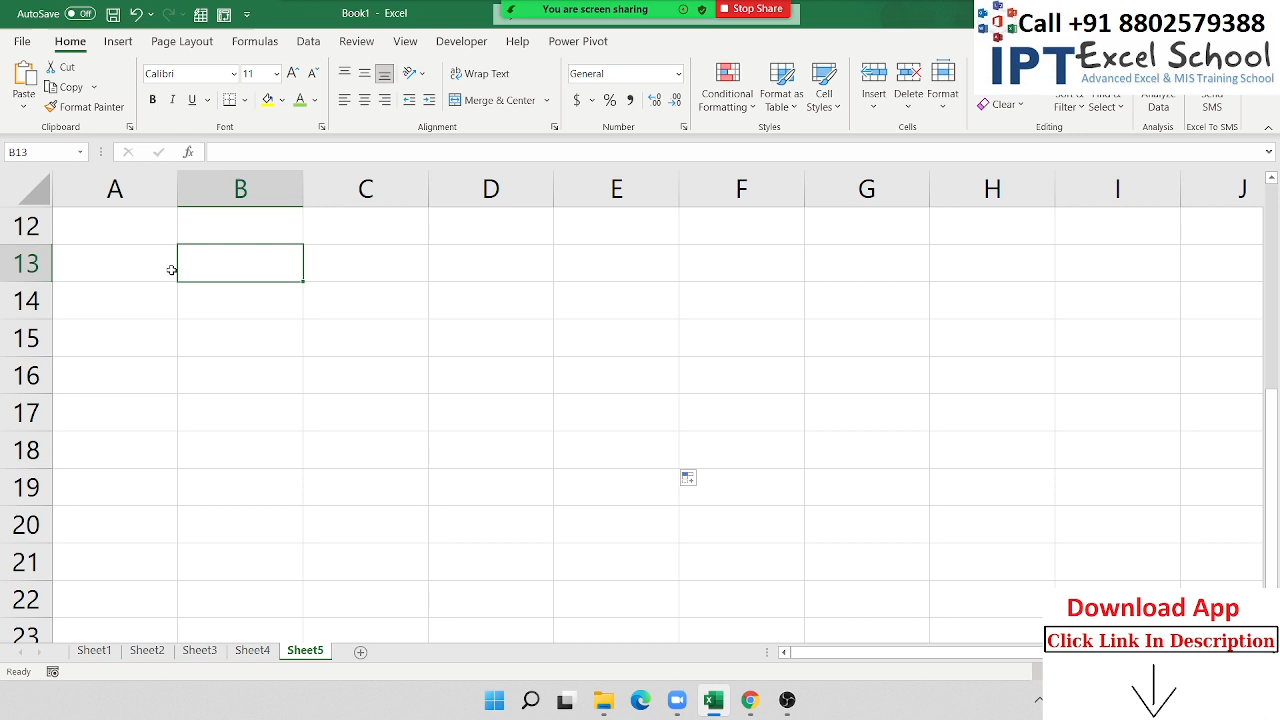 AutoSave Off Book1 - Excel You are screen sharing Stop Share
Call +91 8802579388
IPT Excel School
Advanced Excel & MIS Training School
File Home Insert Page Layout Formulas Data Review View Developer Help Power Pivot
Paste Cut Copy Format Painter Clipboard
Calibri 11 B I U Font
Wrap Text Merge & Center Alignment
General $ % Number
Conditional Formatting Format as Table Cell Styles Styles
Insert Delete Format Cells
Clear Filter Select Editing
Analyze Data Analysis
Send SMS Excel To SMS
B13 fx
A B C D E F G H I J
12
13
14
15
16
17
18
19
20
21
22
23
Download App
Click Link In Description
Sheet1 Sheet2 Sheet3 Sheet4 Sheet5
Ready